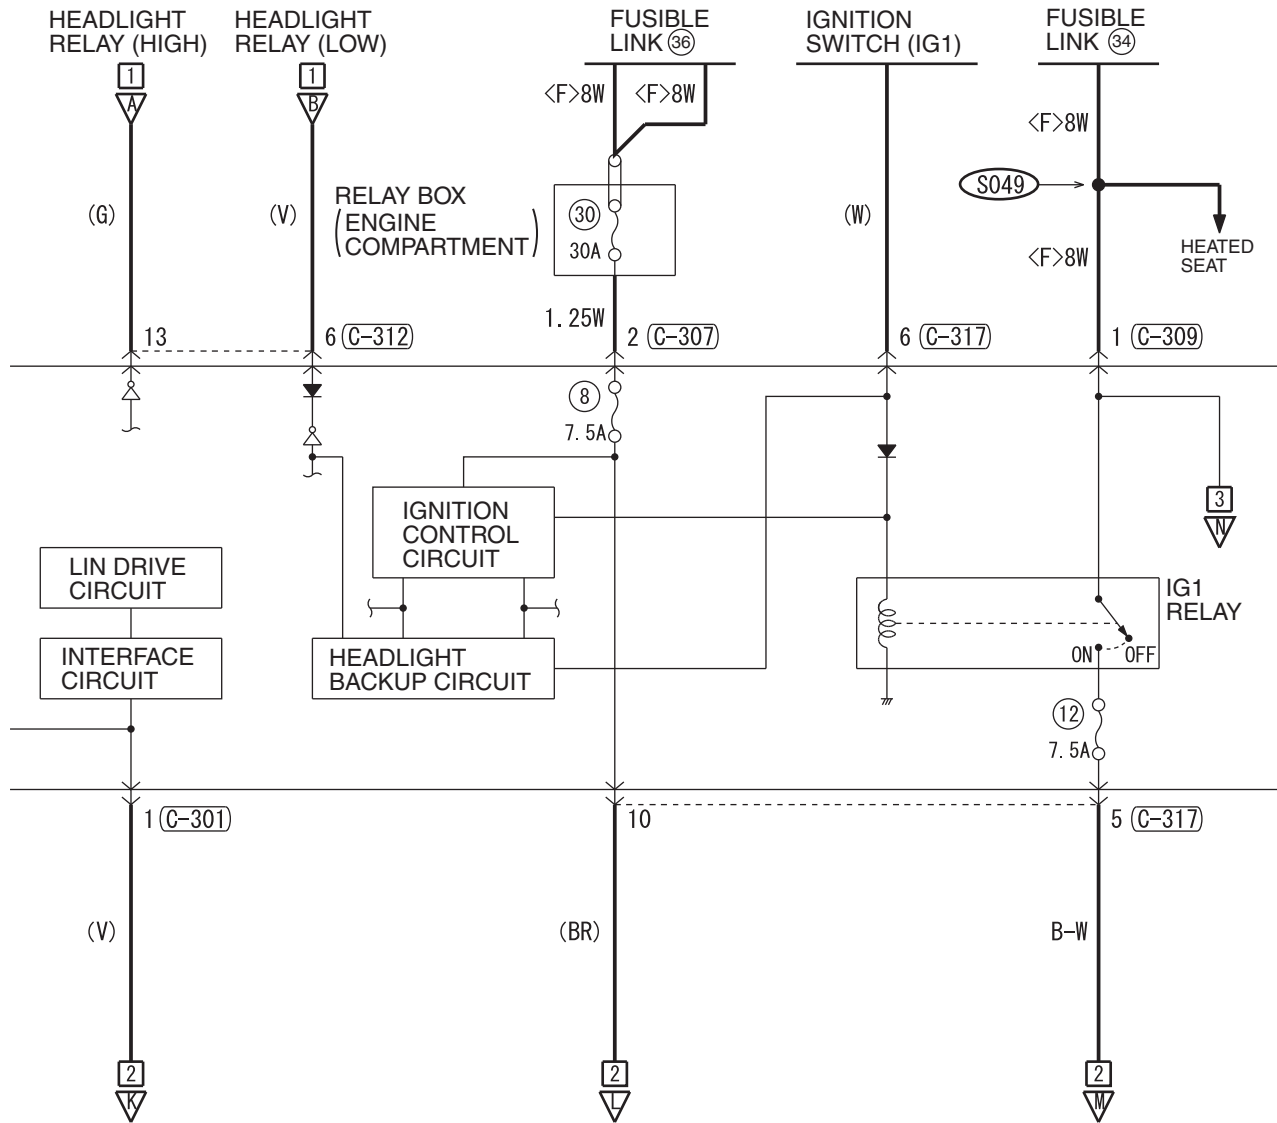 HEADLIGHT
RELAY (HIGH)
HEADLIGHT
RELAY (LOW)
FUSIBLE
LINK 36
IGNITION
SWITCH (IG1)
FUSIBLE
LINK 34
1
A
1
B
<F>8W
<F>8W
<F>8W
S049
(G)
(V)
RELAY BOX
(ENGINE
COMPARTMENT)
30
30A
(W)
<F>8W
HEATED
SEAT
1.25W
13
6 (C-312)
2 (C-307)
6 (C-317)
1 (C-309)
8
7.5A
IGNITION
CONTROL
CIRCUIT
3
N
LIN DRIVE
CIRCUIT
IG1
RELAY
INTERFACE
CIRCUIT
HEADLIGHT
BACKUP CIRCUIT
ON
OFF
12
7.5A
1 (C-301)
10
5 (C-317)
(V)
(BR)
B-W
2
K
2
L
2
M